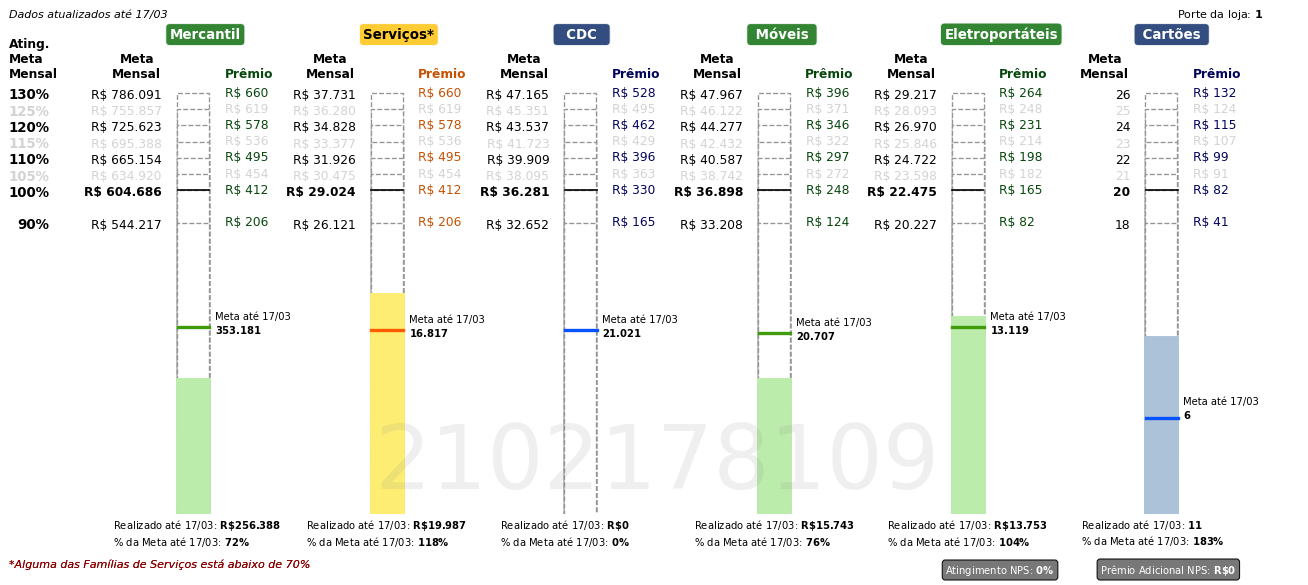 Dados atualizados até 17/03
Porte da loja: 1
Mercantil Serviços* CDC Móveis Eletroportáteis Cartões
Ating. Meta Mensal
Meta Mensal Prêmio Meta Mensal Prêmio Meta Mensal Prêmio Meta Mensal Prêmio Meta Mensal Prêmio Meta Mensal Prêmio
130% R$ 786.091 R$ 660 R$ 37.731 R$ 660 R$ 47.165 R$ 528 R$ 47.967 R$ 396 R$ 29.217 R$ 264 26 R$ 132
125% R$ 755.857 R$ 619 R$ 36.280 R$ 619 R$ 45.351 R$ 495 R$ 46.122 R$ 371 R$ 28.093 R$ 248 25 R$ 124
120% R$ 725.623 R$ 578 R$ 34.828 R$ 578 R$ 43.537 R$ 462 R$ 44.277 R$ 346 R$ 26.970 R$ 231 24 R$ 115
115% R$ 695.388 R$ 536 R$ 33.377 R$ 536 R$ 41.723 R$ 429 R$ 42.432 R$ 322 R$ 25.846 R$ 214 23 R$ 107
110% R$ 665.154 R$ 495 R$ 31.926 R$ 495 R$ 39.909 R$ 396 R$ 40.587 R$ 297 R$ 24.722 R$ 198 22 R$ 99
105% R$ 634.920 R$ 454 R$ 30.475 R$ 454 R$ 38.095 R$ 363 R$ 38.742 R$ 272 R$ 23.598 R$ 182 21 R$ 91
100% R$ 604.686 R$ 412 R$ 29.024 R$ 412 R$ 36.281 R$ 330 R$ 36.898 R$ 248 R$ 22.475 R$ 165 20 R$ 82
90% R$ 544.217 R$ 206 R$ 26.121 R$ 206 R$ 32.652 R$ 165 R$ 33.208 R$ 124 R$ 20.227 R$ 82 18 R$ 41
Meta até 17/03 Meta até 17/03 Meta até 17/03 Meta até 17/03 Meta até 17/03 Meta até 17/03
353.181 16.817 21.021 20.707 13.119 6
2102178109
Realizado até 17/03: R$256.388 Realizado até 17/03: R$19.987 Realizado até 17/03: R$0 Realizado até 17/03: R$15.743 Realizado até 17/03: R$13.753 Realizado até 17/03: 11
% da Meta até 17/03: 72% % da Meta até 17/03: 118% % da Meta até 17/03: 0% % da Meta até 17/03: 76% % da Meta até 17/03: 104% % da Meta até 17/03: 183%
*Alguma das Famílias de Serviços está abaixo de 70%
Atingimento NPS: 0% Prêmio Adicional NPS: R$0